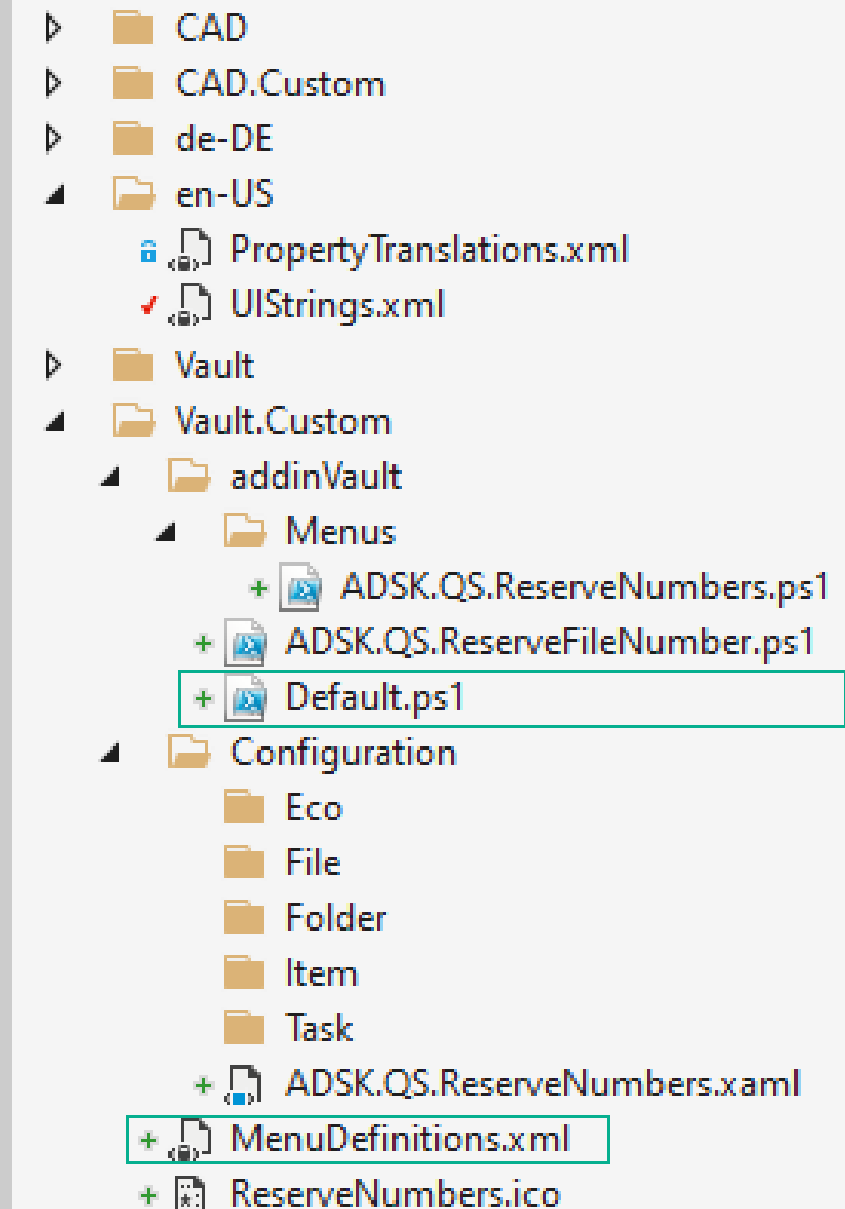 CAD
CAD.Custom
de-DE
en-US
PropertyTranslations.xml
UIStrings.xml
Vault
Vault.Custom
addinVault
Menus
ADSK.QS.ReserveNumbers.ps1
ADSK.QS.ReserveFileNumber.ps1
Default.ps1
Configuration
Eco
File
Folder
Item
Task
ADSK.QS.ReserveNumbers.xaml
MenuDefinitions.xml
ReserveNumbers.ico